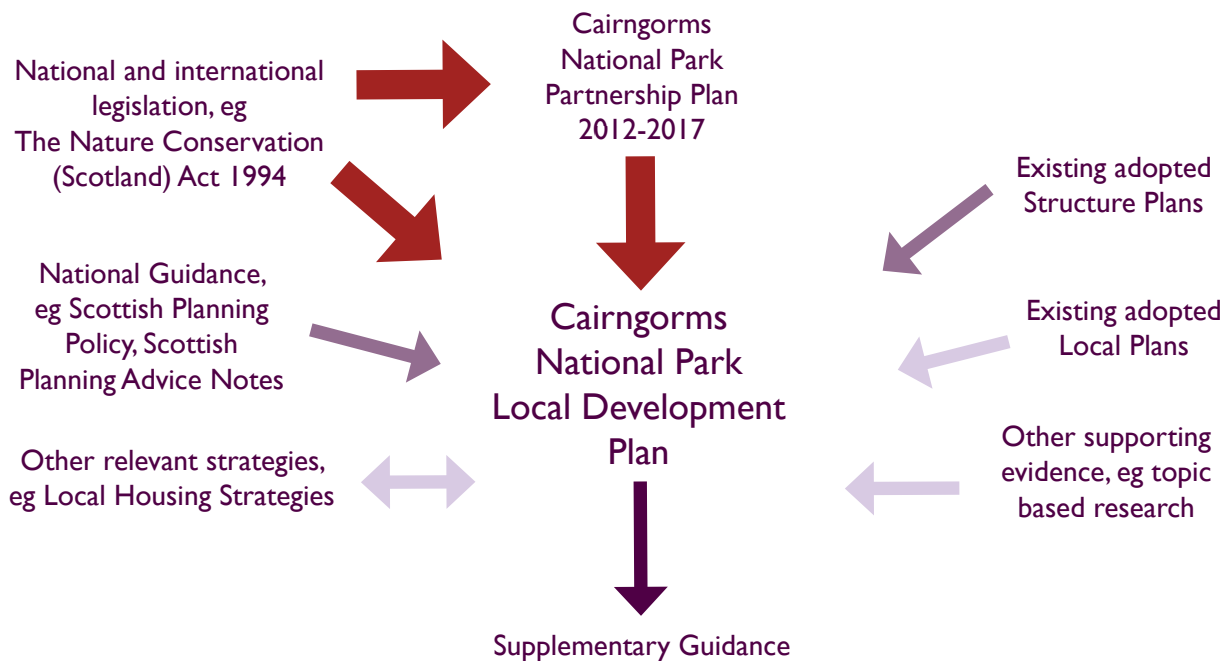 Cairngorms
National Park
Partnership Plan
2012-2017
National and international
legislation, eg
The Nature Conservation
(Scotland) Act 1994
Existing adopted
Structure Plans
National Guidance,
eg Scottish Planning
Policy, Scottish
Planning Advice Notes
Cairngorms
National Park
Local Development
Plan
Existing adopted
Local Plans
Other relevant strategies,
eg Local Housing Strategies
Other supporting
evidence, eg topic
based research
Supplementary Guidance